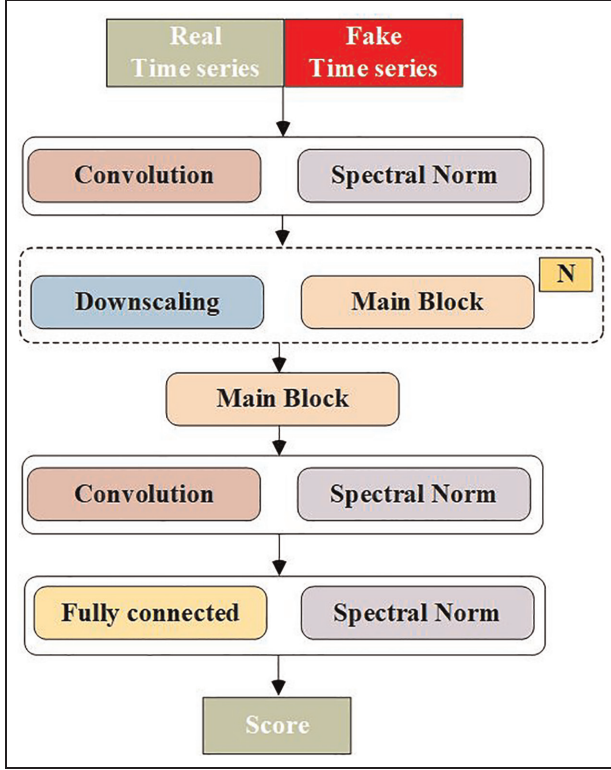 Real
Time series
Fake
Time series
Convolution
Spectral Norm
N
Downscaling
Main Block
Main Block
Convolution
Spectral Norm
Fully connected
Spectral Norm
Score